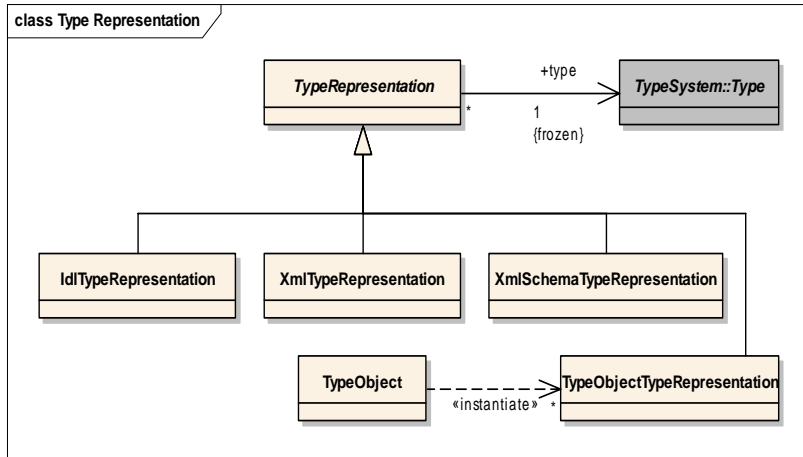 class Type Representation
TypeRepresentation
+type
TypeSystem::Type
*
1
{frozen}
IdlTypeRepresentation
XmlTypeRepresentation
XmlSchemaTypeRepresentation
TypeObject
TypeObjectTypeRepresentation
«instantiate»
*